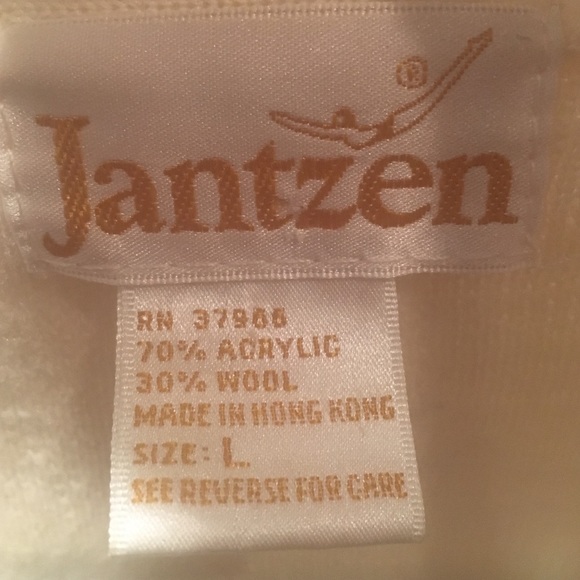 Jantzen®
RN 37966
70% ACRYLIC
30% WOOL
MADE IN HONG KONG
SIZE: L
SEE REVERSE FOR CARE